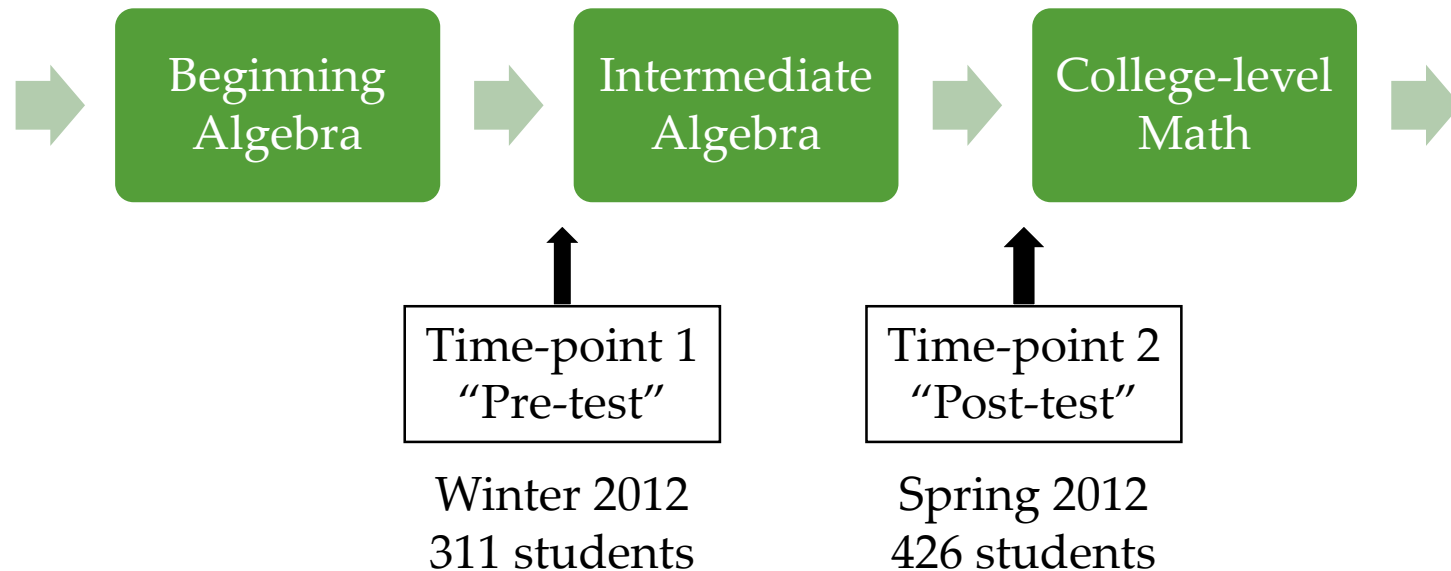 Beginning
Algebra
Intermediate
Algebra
College-level
Math
Time-point 1
“Pre-test”
Winter 2012
311 students
Time-point 2
“Post-test”
Spring 2012
426 students